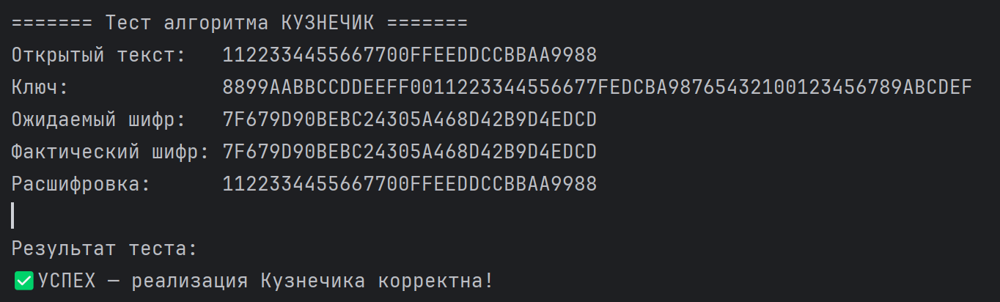 ======= Тест алгоритма КУЗНЕЧИК =======
Открытый текст:   1122334455667700FFEEDDCCBBAA9988
Ключ:             8899AABBCCDDEEFF0011223344556677FEDCBA98765432100123456789ABCDEF
Ожидаемый шифр:   7F679D90BEBC24305A468D42B9D4EDCD
Фактический шифр: 7F679D90BEBC24305A468D42B9D4EDCD
Расшифровка:      1122334455667700FFEEDDCCBBAA9988
Результат теста:
✅УСПЕХ — реализация Кузнечика корректна!